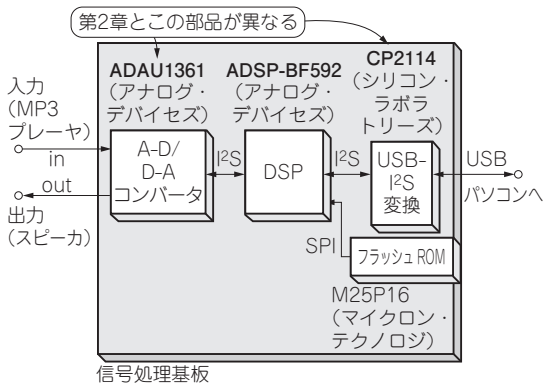 第2章とこの部品が異なる
ADAU1361
(アナログ・
デバイセズ)
ADSP-BF592
(アナログ・
デバイセズ)
CP2114
(シリコン・
ラボラ
トリーズ)
入力
(MP3
プレーヤ)
in
out
出力
(スピーカ)
A-D/
D-A
コンバータ
I²S
DSP
I²S
USB-
I²S
変換
USB
パソコンへ
SPI
フラッシュROM
M25P16
(マイクロン・
テクノロジ)
信号処理基板